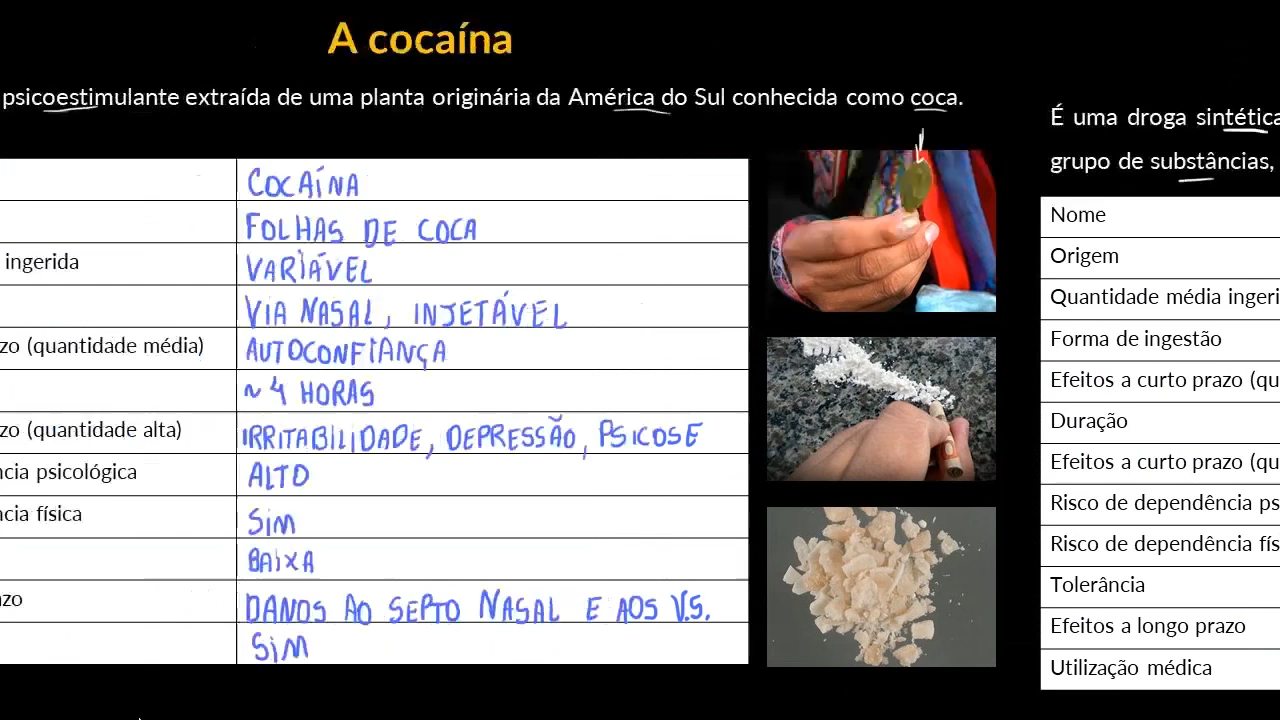 A cocaína
psicoestimulante extraída de uma planta originária da América do Sul conhecida como coca.
COCAÍNA
FOLHAS DE COCA
ingerida VARIÁVEL
VIA NASAL, INJETÁVEL
zo (quantidade média) AUTOCONFIANÇA
~ 4 HORAS
zo (quantidade alta) IRRITABILIDADE, DEPRESSÃO, PSICOSE
ncia psicológica ALTO
ncia física SIM
BAIXA
azo DANOS AO SEPTO NASAL E AOS V.S.
SIM
É uma droga sintética
grupo de substâncias,
Nome
Origem
Quantidade média ingeri
Forma de ingestão
Efeitos a curto prazo (qu
Duração
Efeitos a curto prazo (qu
Risco de dependência ps
Risco de dependência fís
Tolerância
Efeitos a longo prazo
Utilização médica